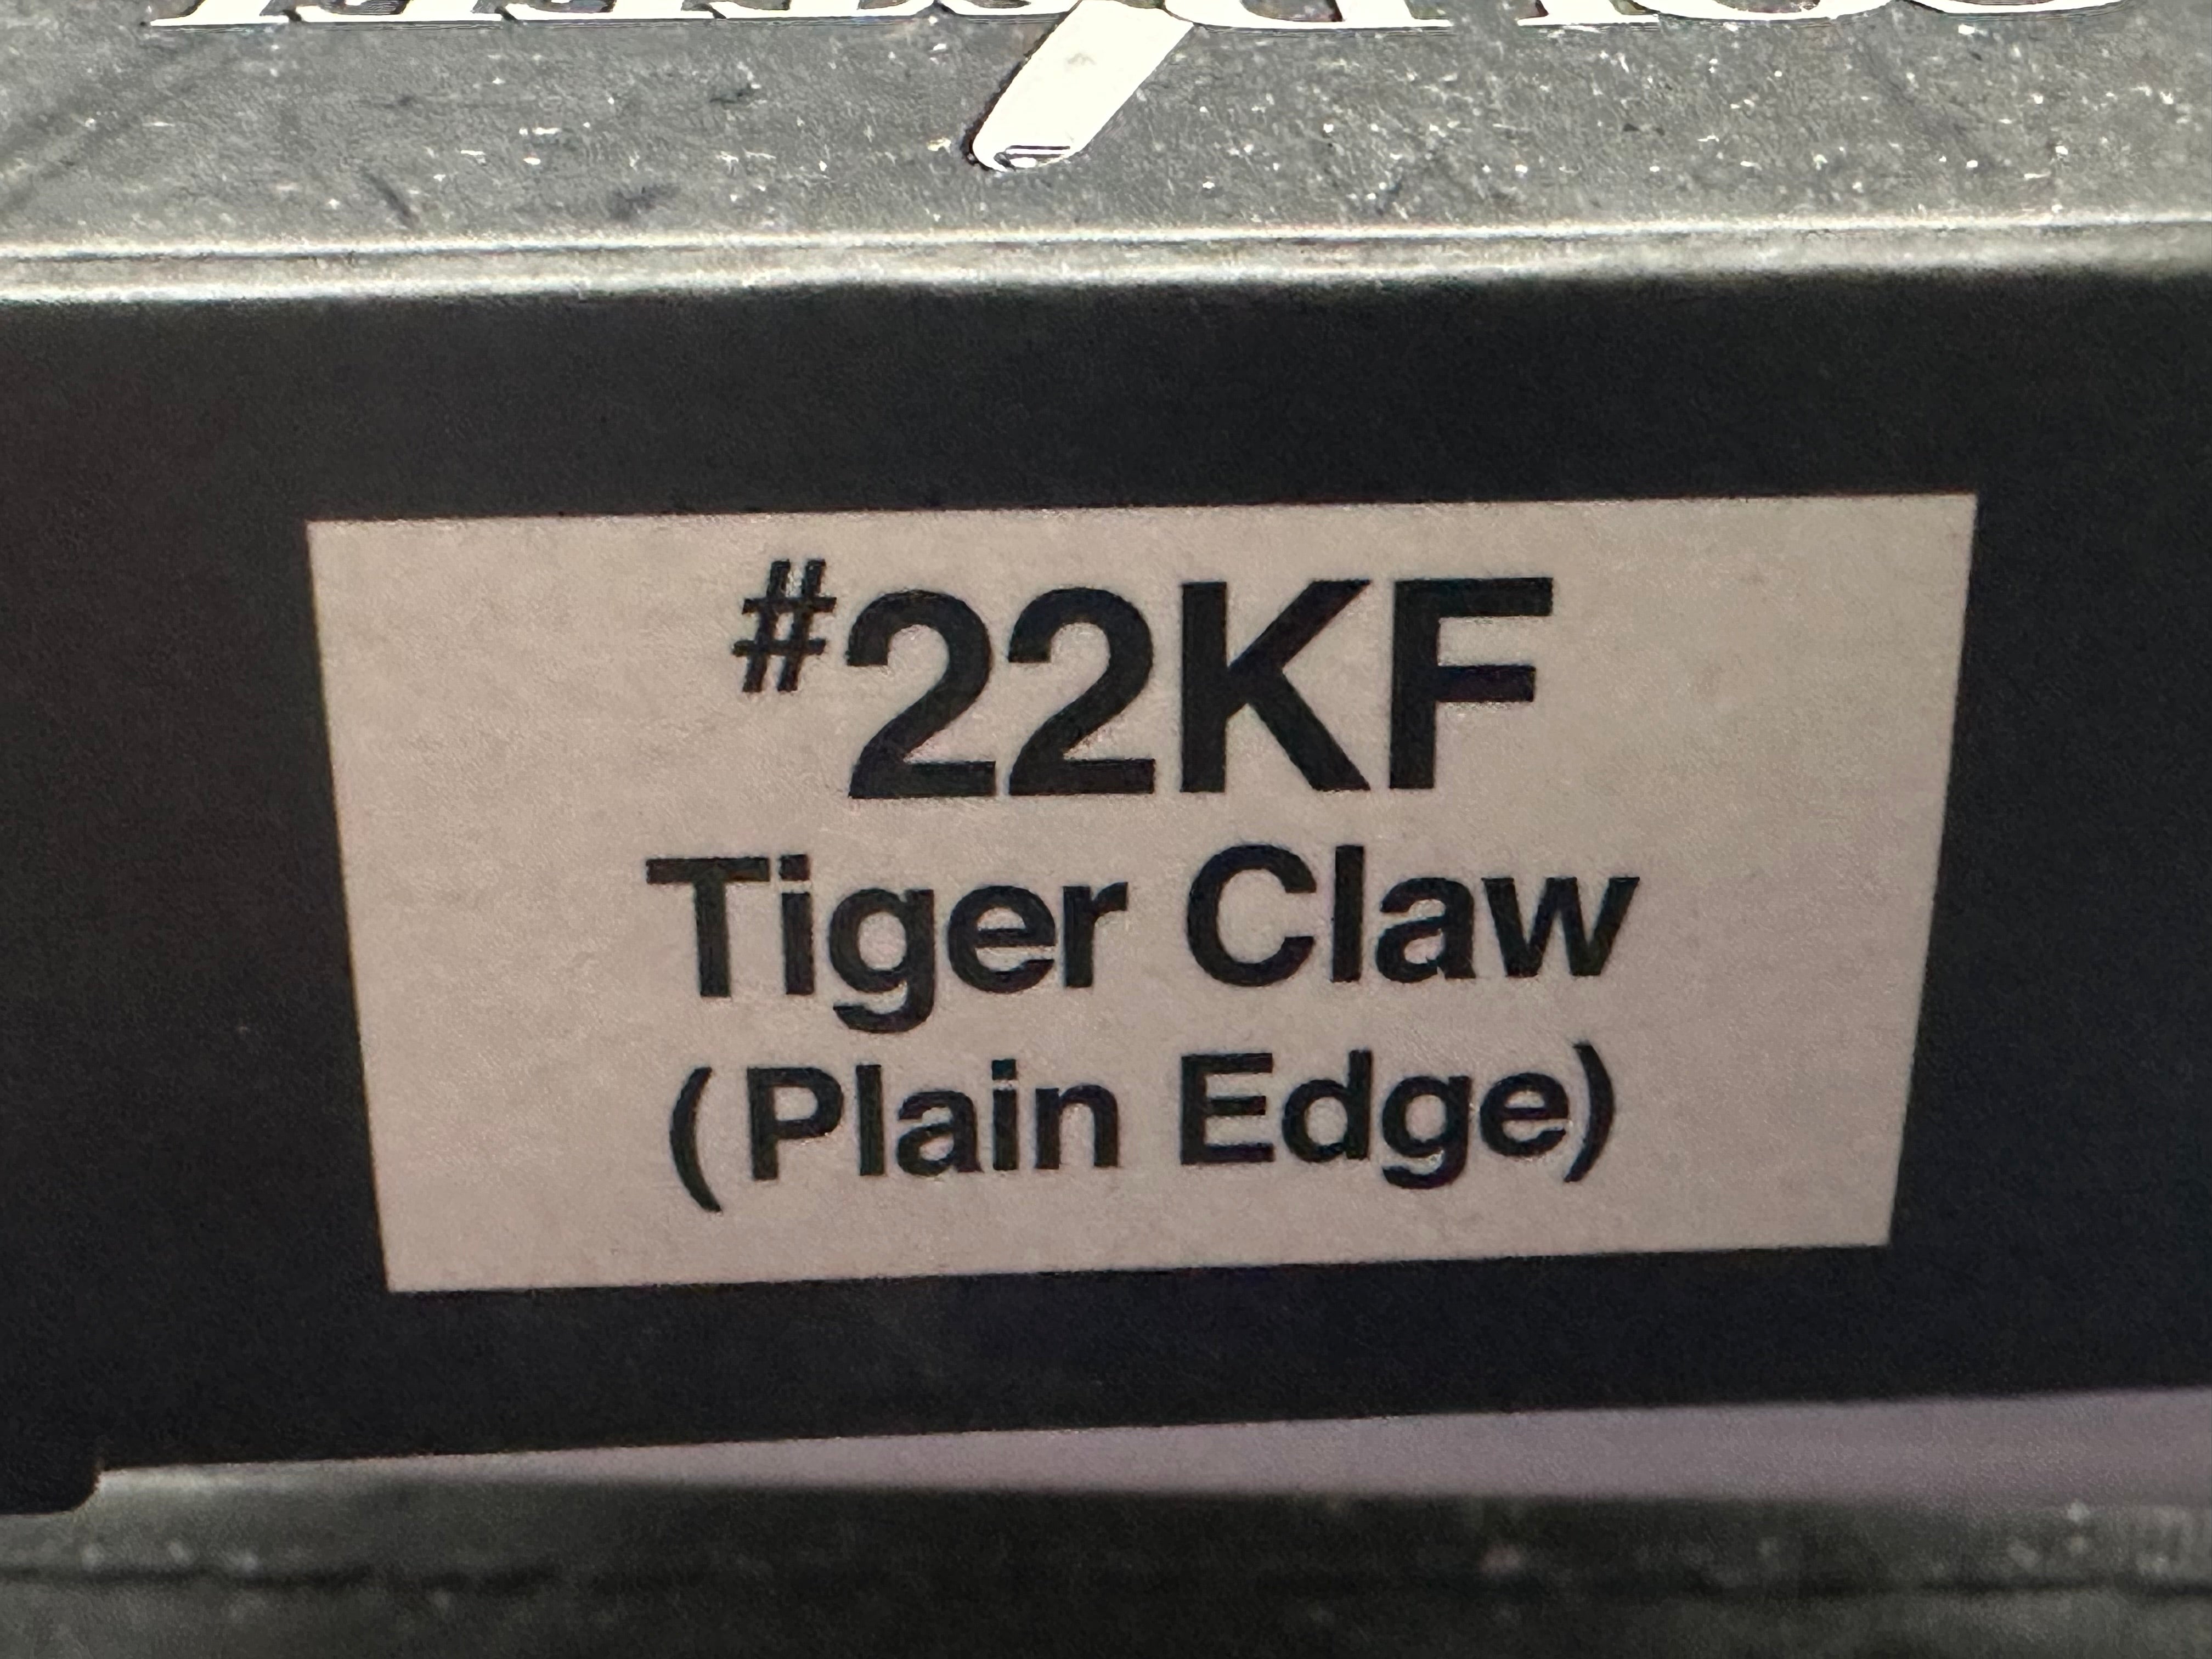 #22KF
Tiger Claw
(Plain Edge)